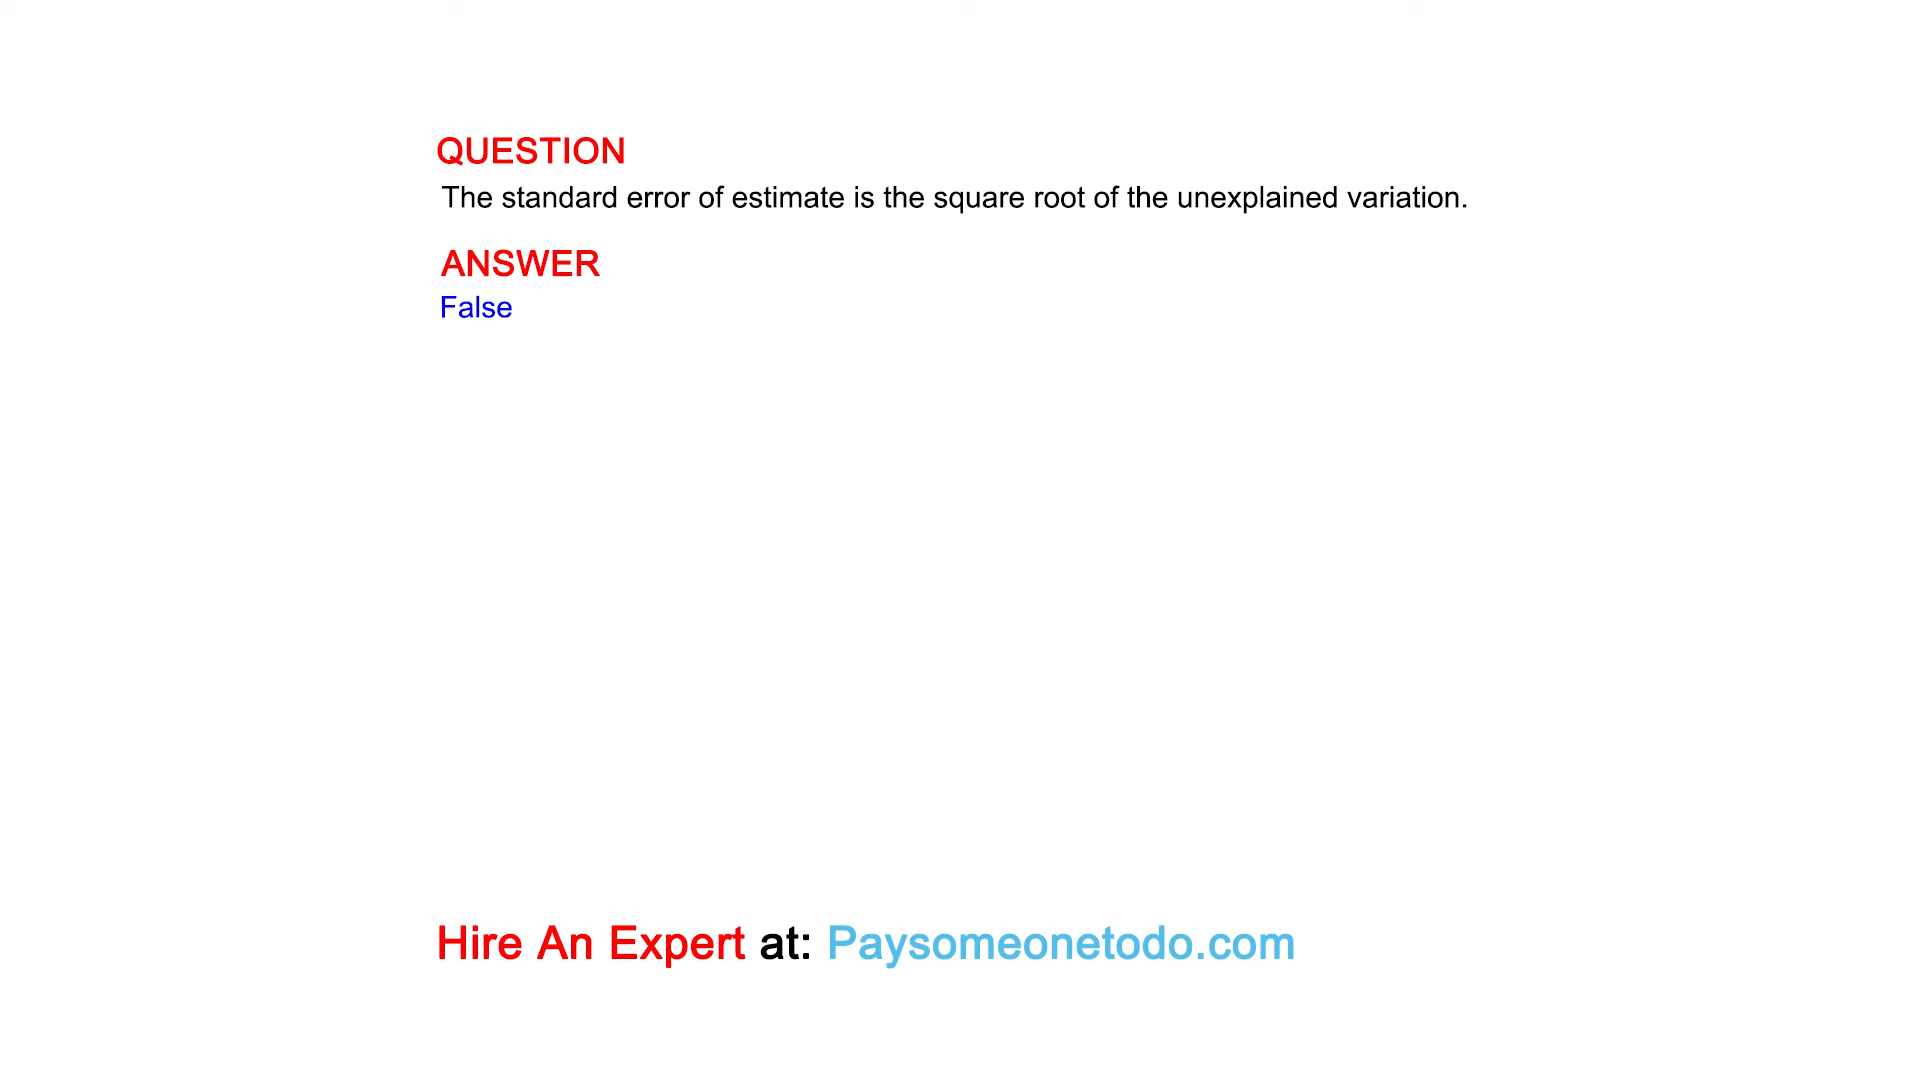 QUESTION
The standard error of estimate is the square root of the unexplained variation.
ANSWER
False
Hire An Expert at: Paysomeonetodo.com